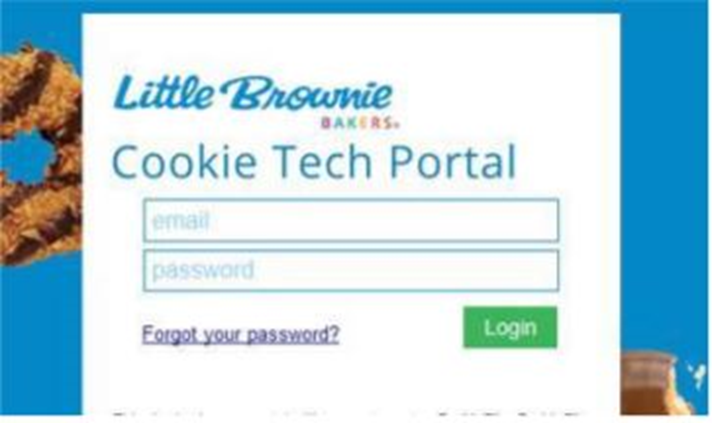 Little Brownie
BAKERS®
Cookie Tech Portal
email
password
Forgot your password?
Login